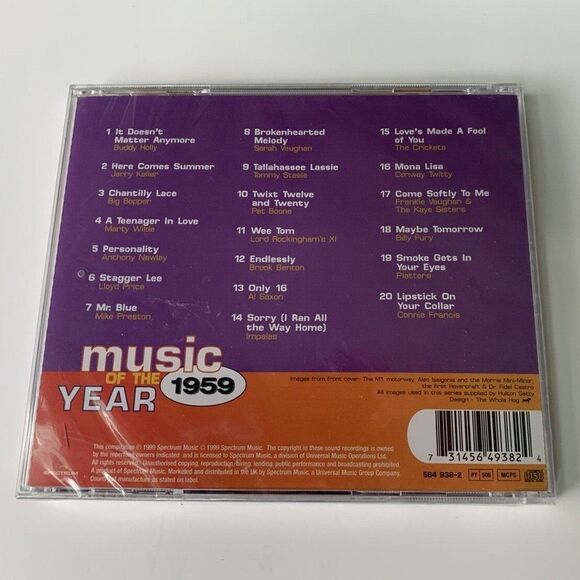 1 It Doesn't
Matter Anymore
Buddy Holly
2 Here Comes Summer
Jerry Keller
3 Chantilly Lace
Big Bopper
4 A Teenager In Love
Marty Wilde
5 Personality
Anthony Newley
6 Stagger Lee
Lloyd Price
7 Mr. Blue
Mike Preston
8 Brokenhearted
Melody
Sarah Vaughan
9 Tallahassee Lassie
Tommy Steele
10 Twixt Twelve
and Twenty
Pat Boone
11 Wee Tom
Lord Rockingham's XI
12 Endlessly
Brook Benton
13 Only 16
Al Saxon
14 Sorry (I Ran All
the Way Home)
Impalas
15 Love's Made A Fool
of You
The Crickets
16 Mona Lisa
Conway Twitty
17 Come Softly To Me
Frankie Vaughan &
The Kaye Sisters
18 Maybe Tomorrow
Billy Fury
19 Smoke Gets In
Your Eyes
Platters
20 Lipstick On
Your Collar
Connie Francis
music
OF THE
YEAR
1959
Images from front cover: The M1 motorway, Alec Issigonis and the Morris Mini-Minor,
the first Hovercraft & Dr. Fidel Castro
All images used in this series supplied by Hulton Getty
Design - The Whole Hog
SPECTRUM
This compilation ℗ 1999 Spectrum Music © 1999 Spectrum Music. The copyright in these sound recordings is owned
by the repertoire owners indicated and is licensed to Spectrum Music, a division of Universal Music Operations Ltd.
All rights reserved. Unauthorised copying, reproduction, hiring, lending, public performance and broadcasting prohibited.
A product of Spectrum Music. Marketed and distributed in the UK by Spectrum Music, a Universal Music Group Company.
Country of manufacture as stated on label.
7 31456 49382 4
564 938-2
PY 506
MCPS